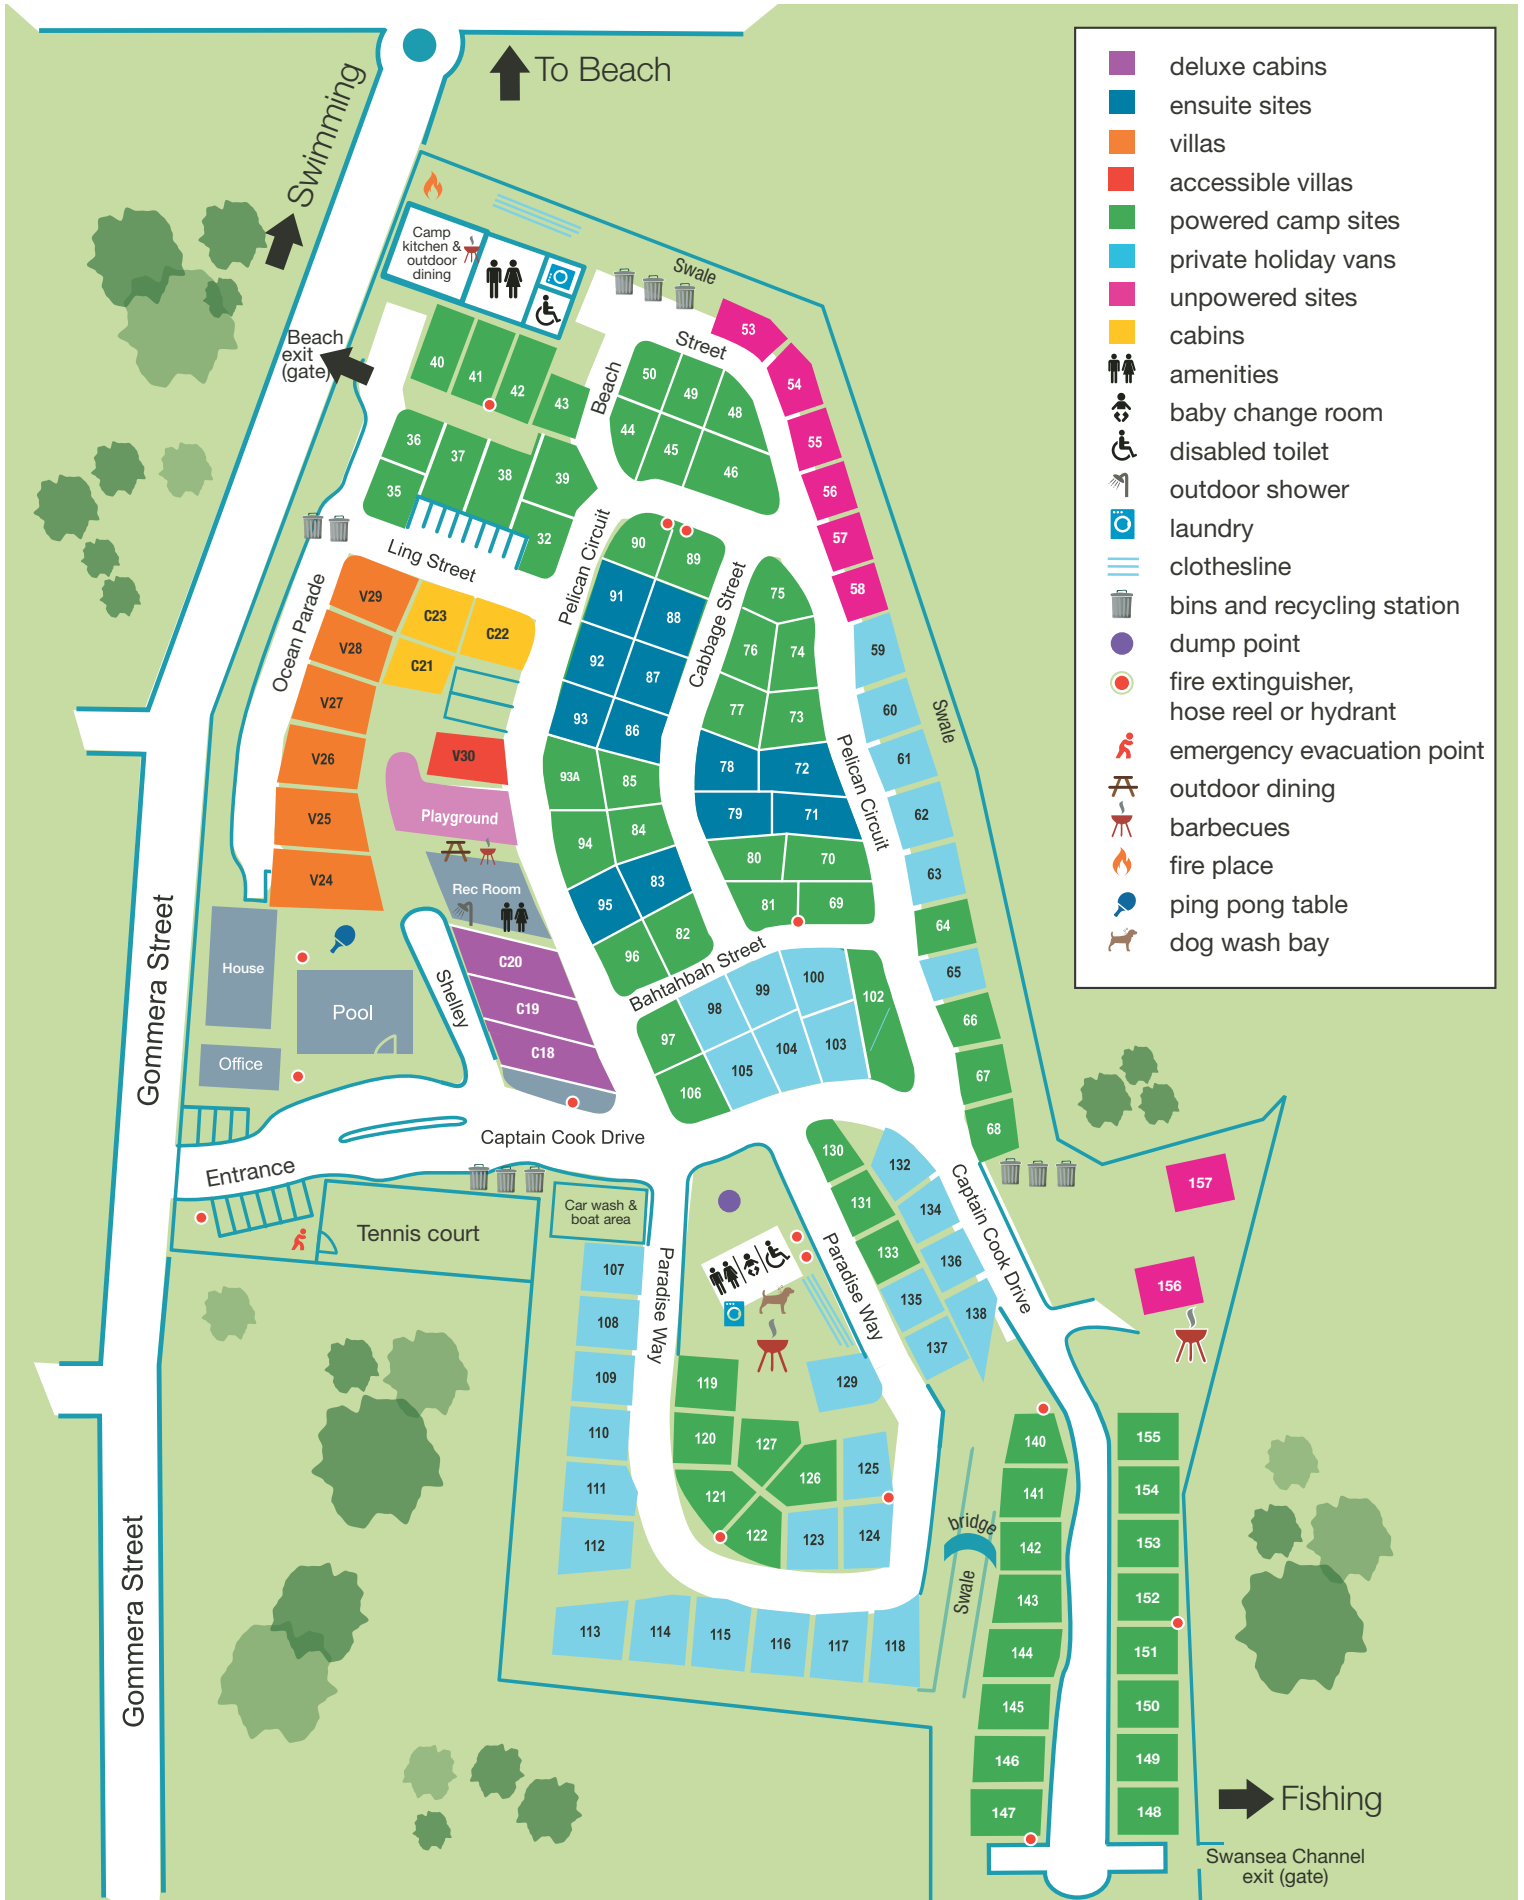 To Beach
Swimming
deluxe cabins
ensuite sites
villas
accessible villas
powered camp sites
private holiday vans
unpowered sites
cabins
amenities
baby change room
disabled toilet
outdoor shower
laundry
clothesline
bins and recycling station
dump point
fire extinguisher,
hose reel or hydrant
emergency evacuation point
outdoor dining
barbecues
fire place
ping pong table
dog wash bay
Camp
kitchen &
outdoor
dining
Swale
Beach
exit
(gate)
Street
Beach
53
54
55
56
57
58
40
41
42
43
50
49
48
44
45
46
36
37
38
39
35
32
Ling Street
Pelican Circuit
Ocean Parade
Cabbage Street
90
89
91
88
92
87
93
86
93A
85
94
84
95
83
96
82
75
76
74
77
73
78
72
79
71
80
70
81
69
Pelican Circuit
Swale
59
60
61
62
63
64
65
66
67
68
V29
V28
V27
V26
V25
V24
C23
C22
C21
V30
Playground
Rec Room
C20
C19
C18
Shelley
House
Pool
Office
Gommera Street
Bahtahbah Street
97
98
99
100
102
106
105
104
103
Captain Cook Drive
Entrance
Tennis court
Car wash &
boat area
Paradise Way
Paradise Way
Captain Cook Drive
130
131
133
132
134
136
135
138
137
157
156
107
108
109
110
111
112
113
114
115
116
117
118
119
120
121
122
127
126
125
123
124
129
bridge
Swale
140
141
142
143
144
145
146
147
155
154
153
152
151
150
149
148
Gommera Street
Fishing
Swansea Channel
exit (gate)